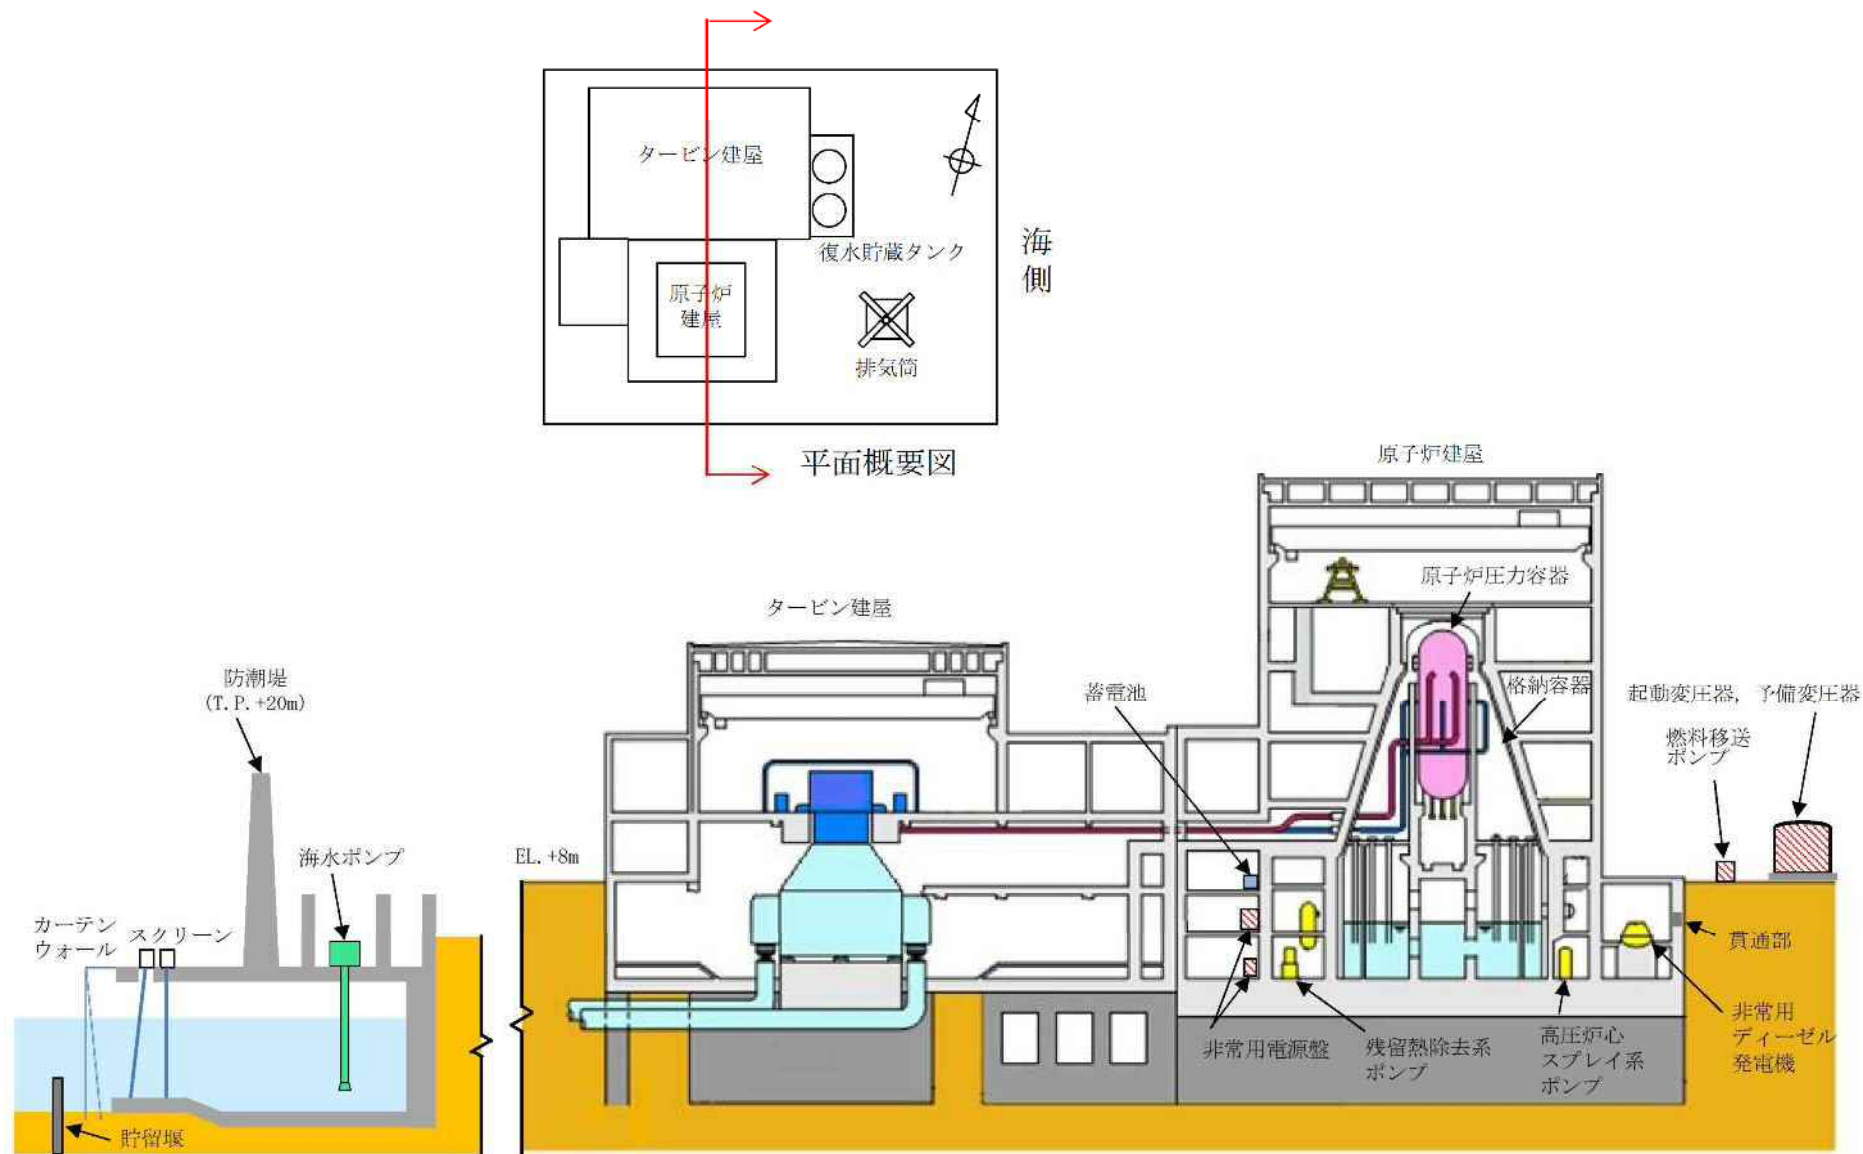 タービン建屋
復水貯蔵タンク
海
側
原子炉
建屋
排気筒
平面概要図
原子炉建屋
原子炉圧力容器
タービン建屋
防潮堤
(T.P.+20m)
蓄電池
格納容器
起動変圧器，予備変圧器
燃料移送
ポンプ
海水ポンプ
EL.+8m
カーテン
ウォール
スクリーン
貫通部
非常用
ディーゼル
発電機
非常用電源盤
残留熱除去系
ポンプ
高圧炉心
スプレイ系
ポンプ
貯留堰